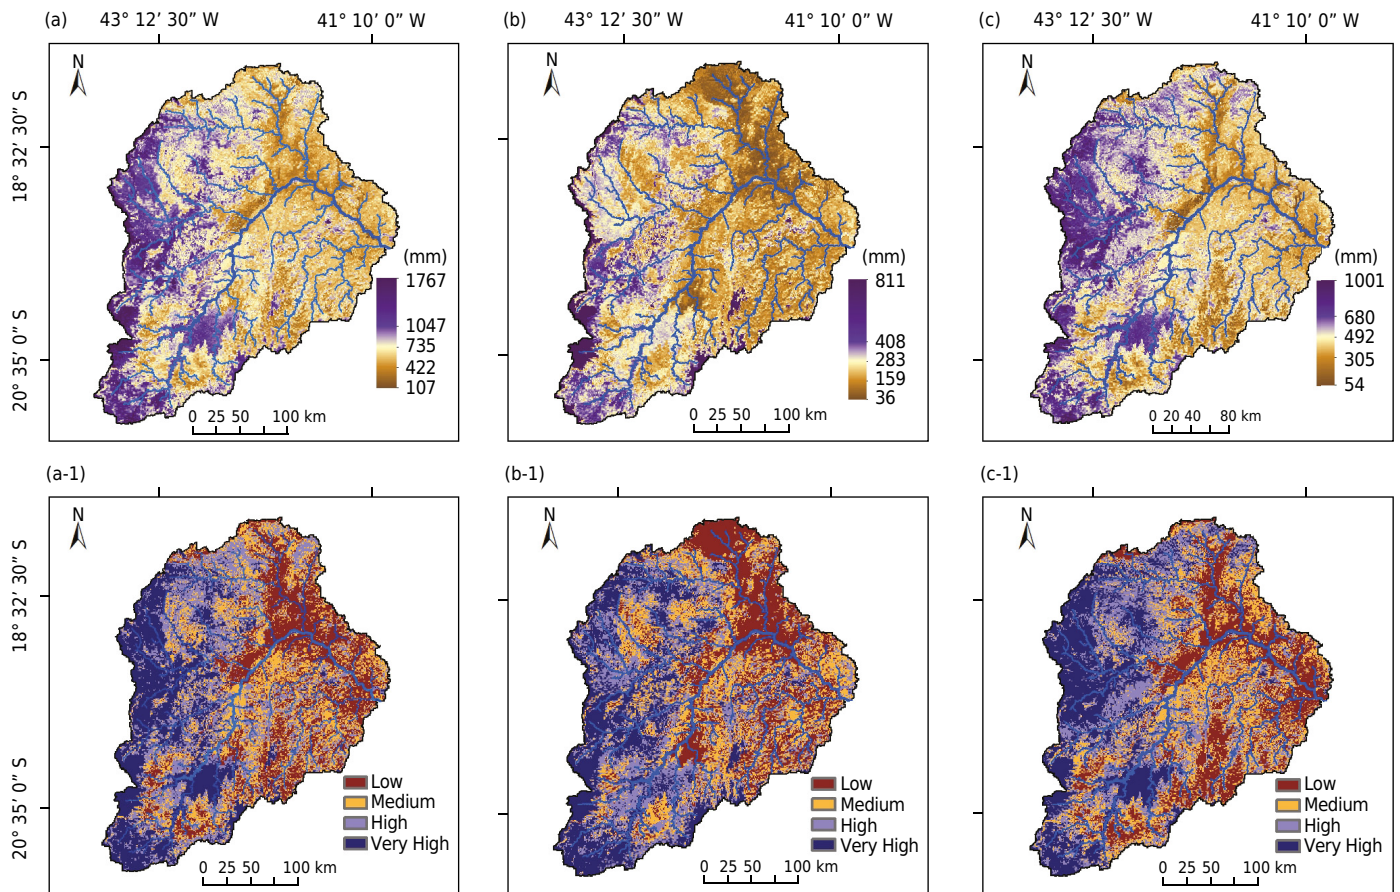 (a) 43° 12’ 30” W 41° 10’ 0” W
(b) 43° 12’ 30” W 41° 10’ 0” W
(c) 43° 12’ 30” W 41° 10’ 0” W
18° 32’ 30” S
20° 35’ 0” S
N
(mm)
1767
1047
735
422
107
0 25 50 100 km
N
(mm)
811
408
283
159
36
0 25 50 100 km
N
(mm)
1001
680
492
305
54
0 20 40 80 km
(a-1)
(b-1)
(c-1)
18° 32’ 30” S
20° 35’ 0” S
N
Low
Medium
High
Very High
0 25 50 100 km
N
Low
Medium
High
Very High
0 25 50 100 km
N
Low
Medium
High
Very High
0 25 50 100 km